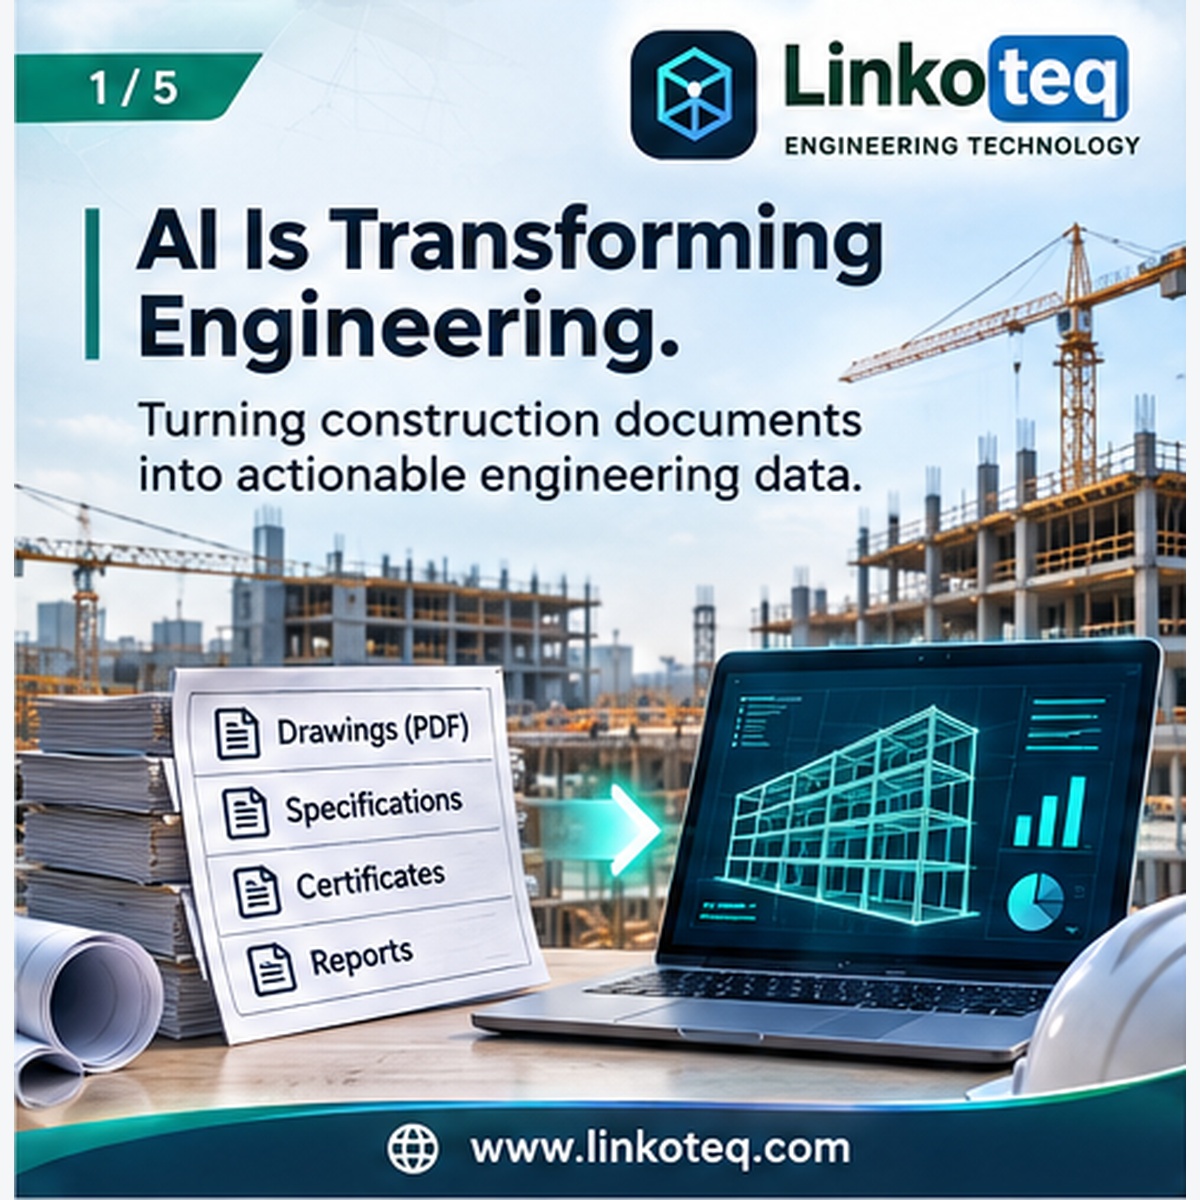 1 / 5
Linkoteq
ENGINEERING TECHNOLOGY
AI Is Transforming
Engineering.
Turning construction documents
into actionable engineering data.
Drawings (PDF)
Specifications
Certificates
Reports
www.linkoteq.com